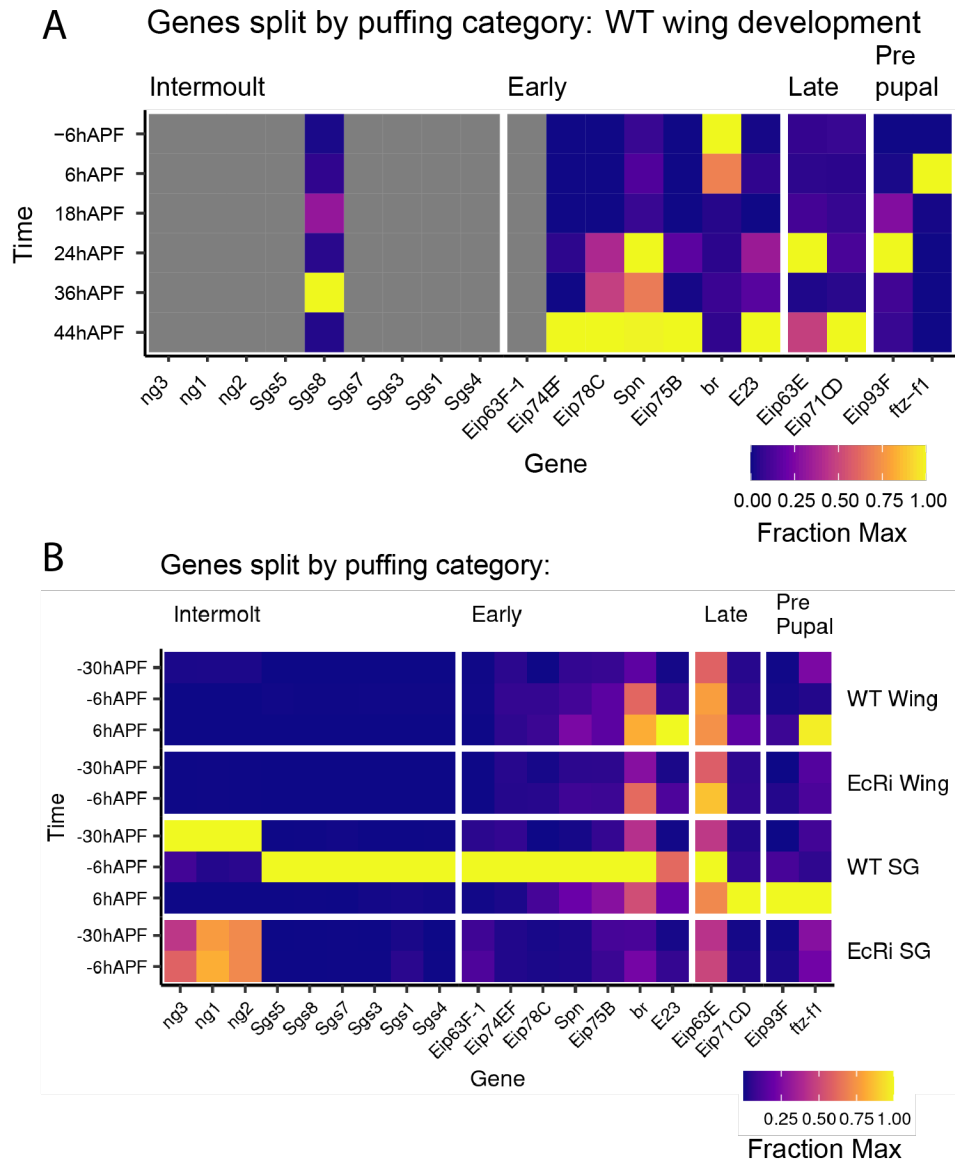 A
Genes split by puffing category: WT wing development
Intermoult
Early
Late
Pre
pupal
−6hAPF
6hAPF
18hAPF
24hAPF
36hAPF
44hAPF
Time
ng3
ng1
ng2
Sgs5
Sgs8
Sgs7
Sgs3
Sgs1
Sgs4
Eip63F-1
Eip74EF
Eip78C
Spn
Eip75B
br
E23
Eip63E
Eip71CD
Eip93F
ftz−f1
Gene
0.00 0.25 0.50 0.75 1.00
Fraction Max
B
Genes split by puffing category:
Intermolt
Early
Late
Pre
Pupal
-30hAPF
-6hAPF
6hAPF
WT Wing
-30hAPF
-6hAPF
EcRi Wing
-30hAPF
-6hAPF
6hAPF
WT SG
-30hAPF
-6hAPF
EcRi SG
Time
ng3
ng1
ng2
Sgs5
Sgs8
Sgs7
Sgs3
Sgs1
Sgs4
Eip63F-1
Eip74EF
Eip78C
Spn
Eip75B
br
E23
Eip63E
Eip71CD
Eip93F
ftz-f1
Gene
0.25 0.50 0.75 1.00
Fraction Max